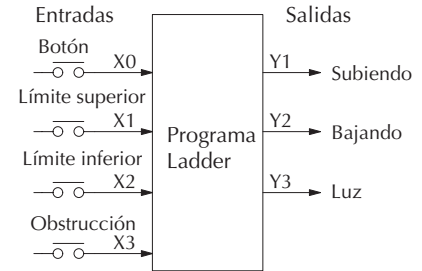 Entradas
Salidas
Botón
X0
Límite superior
X1
Límite inferior
X2
Obstrucción
X3
Programa
Ladder
Y1
Subiendo
Y2
Bajando
Y3
Luz